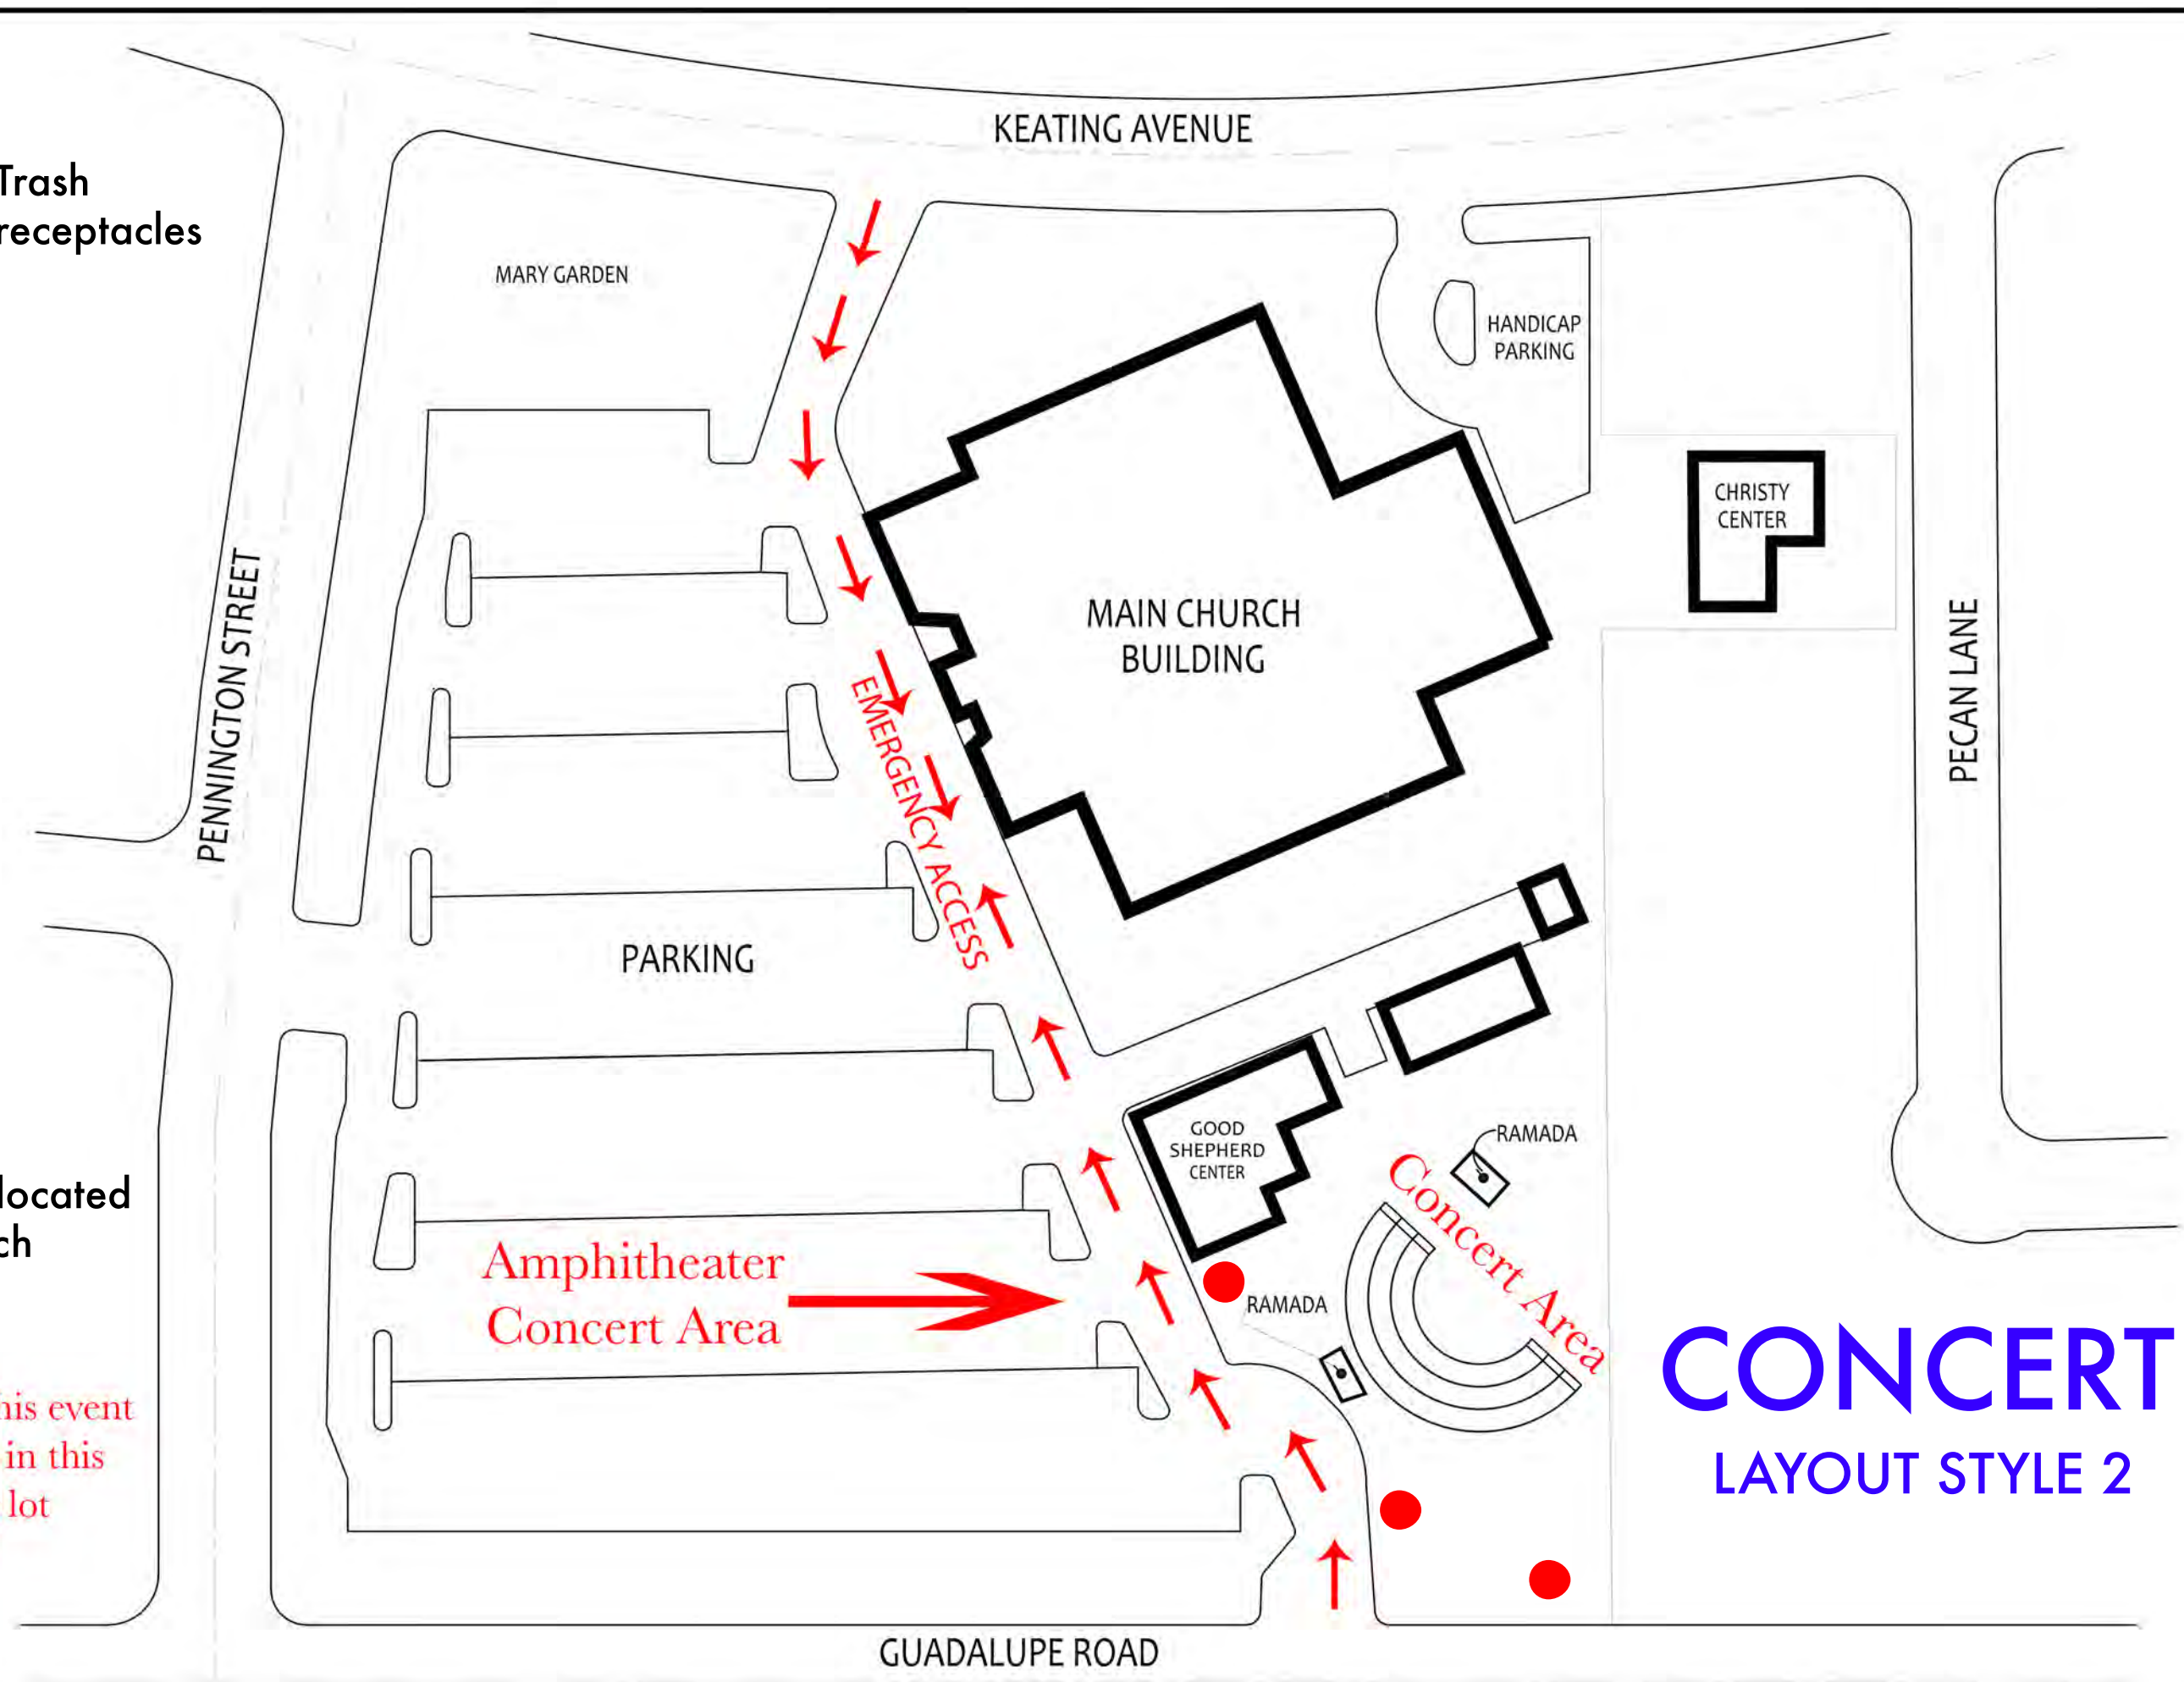 KEATING AVENUE
Trash
receptacles
MARY GARDEN
HANDICAP
PARKING
CHRISTY
CENTER
MAIN CHURCH
BUILDING
PENNINGTON STREET
PECAN LANE
EMERGENCY ACCESS
PARKING
GOOD
SHEPHERD
CENTER
RAMADA
Concert Area
located
Amphitheater
Concert Area
RAMADA
CONCERT
LAYOUT STYLE 2
event
in this
lot
GUADALUPE ROAD